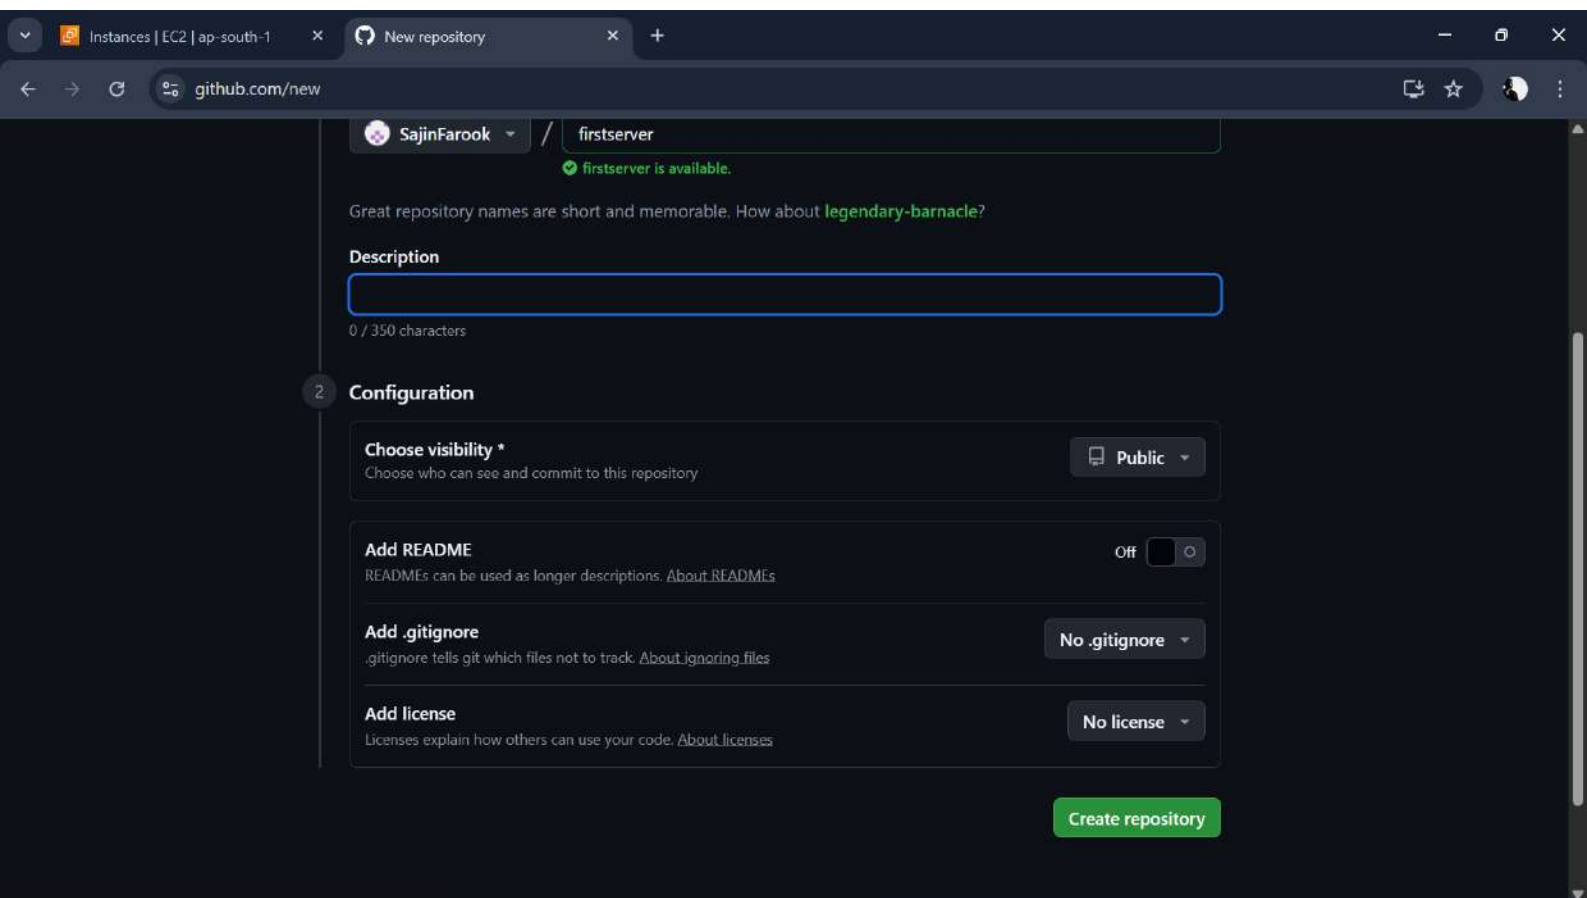 Instances | EC2 | ap-south-1
New repository
github.com/new
SajinFarook / firstserver
firstserver is available.
Great repository names are short and memorable. How about legendary-barnacle?
Description
0 / 350 characters
2 Configuration
Choose visibility *
Public
Choose who can see and commit to this repository
Add README
Off
READMEs can be used as longer descriptions. About READMEs
Add .gitignore
No .gitignore
.gitignore tells git which files not to track. About ignoring files
Add license
No license
Licenses explain how others can use your code. About licenses
Create repository